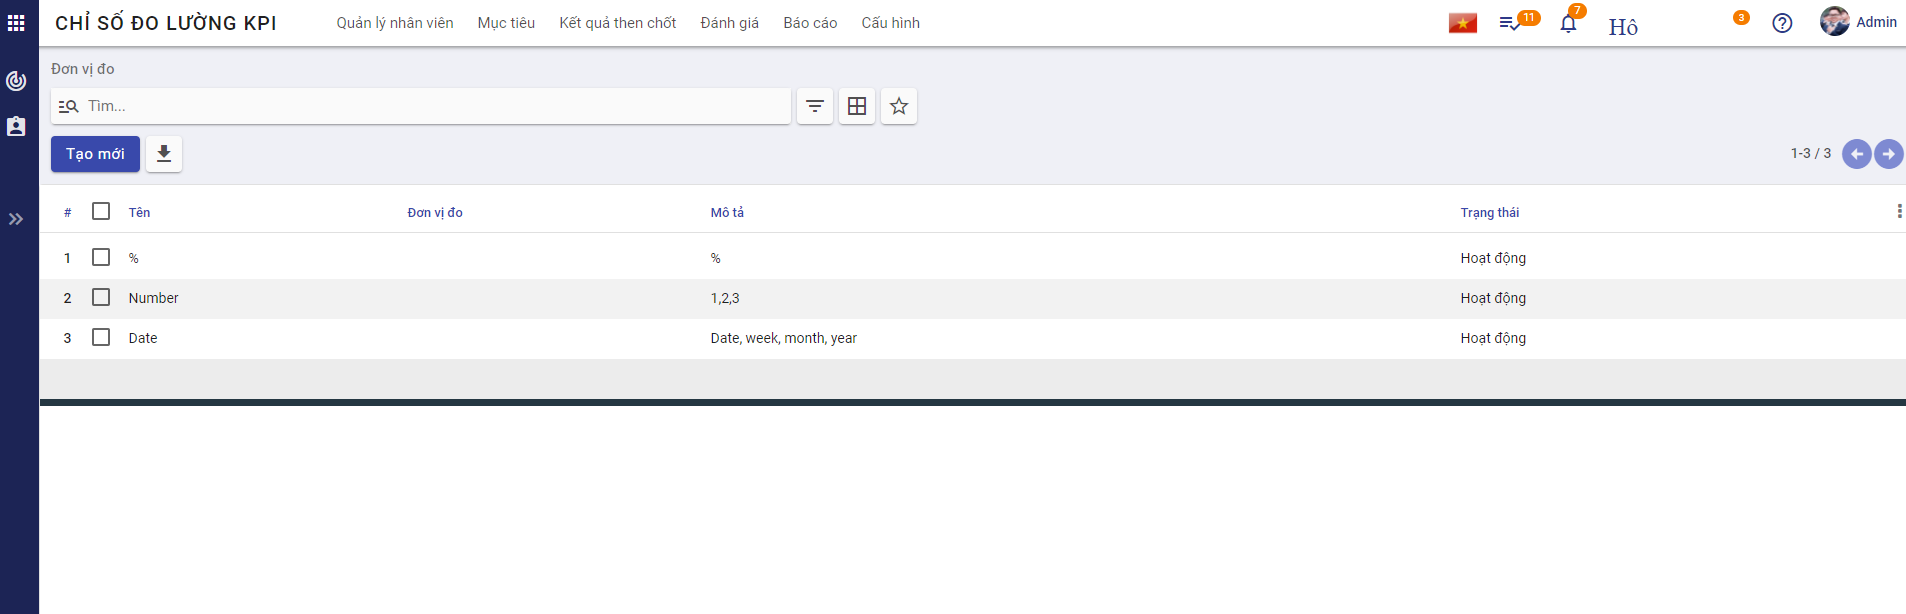 CHỈ SỐ ĐO LƯỜNG KPI Quản lý nhân viên Mục tiêu Kết quả then chốt Đánh giá Báo cáo Cấu hình 11 7 Hô 3 Admin
Đơn vị đo
Tìm...
Tạo mới 1-3 / 3
# Tên Đơn vị đo Mô tả Trạng thái
1 % % Hoạt động
2 Number 1,2,3 Hoạt động
3 Date Date, week, month, year Hoạt động